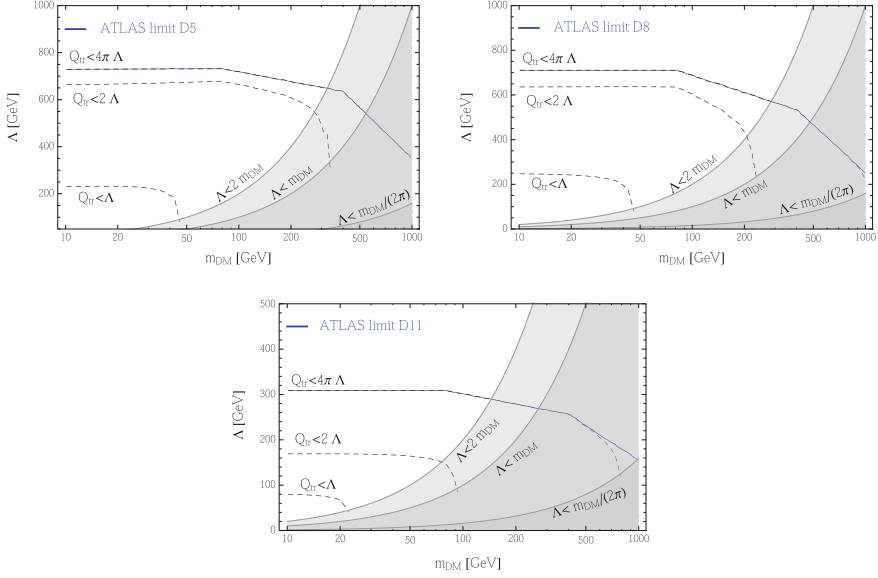 ATLAS limit D5
Q_tr<4π Λ
Q_tr<2 Λ
Q_tr<Λ
Λ<2 m_DM
Λ<m_DM
Λ<m_DM/(2π)
Λ [GeV]
1000
800
600
400
200
10 20 50 100 200 500 1000
m_DM [GeV]
ATLAS limit D8
Q_tr<4π Λ
Q_tr<2 Λ
Q_tr<Λ
Λ<2 m_DM
Λ<m_DM
Λ<m_DM/(2π)
Λ [GeV]
1000
800
600
400
200
0
10 20 50 100 200 500 1000
m_DM [GeV]
ATLAS limit D11
Q_tr<4π Λ
Q_tr<2 Λ
Q_tr<Λ
Λ<2 m_DM
Λ<m_DM
Λ<m_DM/(2π)
Λ [GeV]
500
400
300
200
100
0
10 20 50 100 200 500 1000
m_DM [GeV]